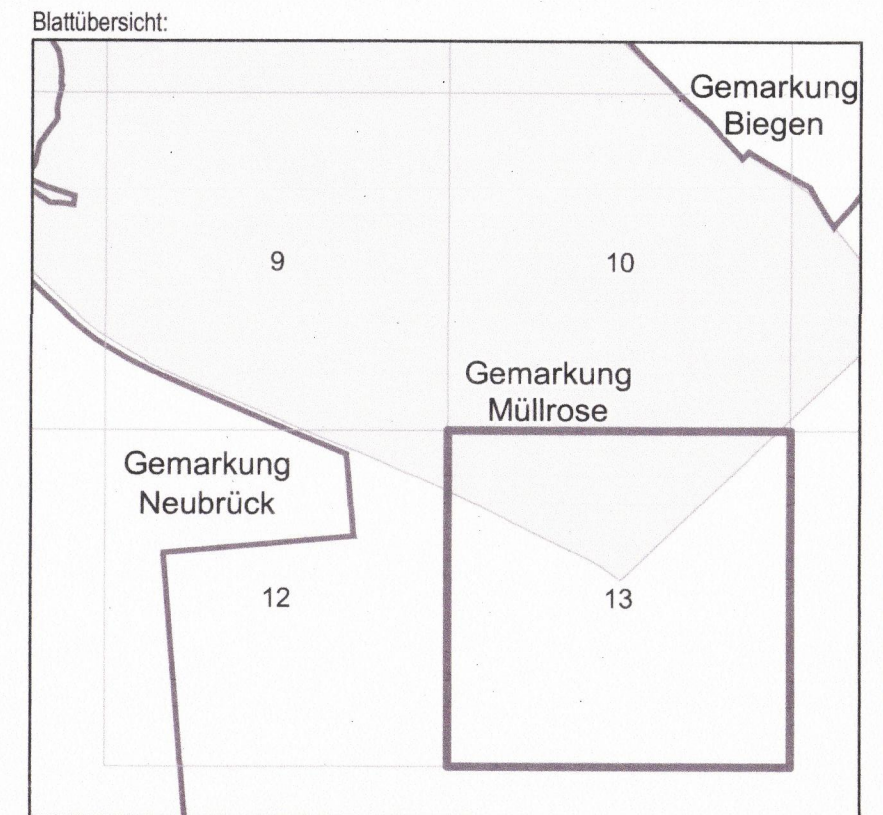 Blattübersicht:
Gemarkung
Biegen
9
10
Gemarkung
Müllrose
Gemarkung
Neubrück
12
13